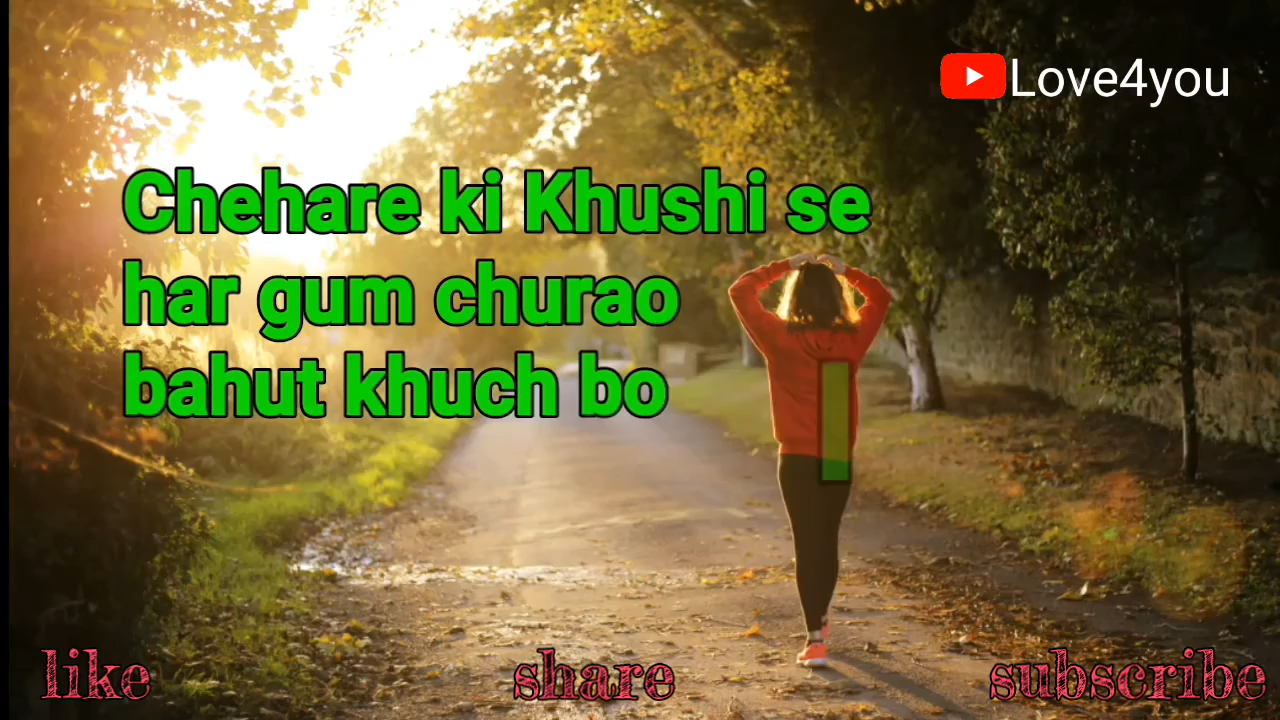 Love4you
Chehare ki Khushi se
har gum churao
bahut khuch bo
like share subscribe